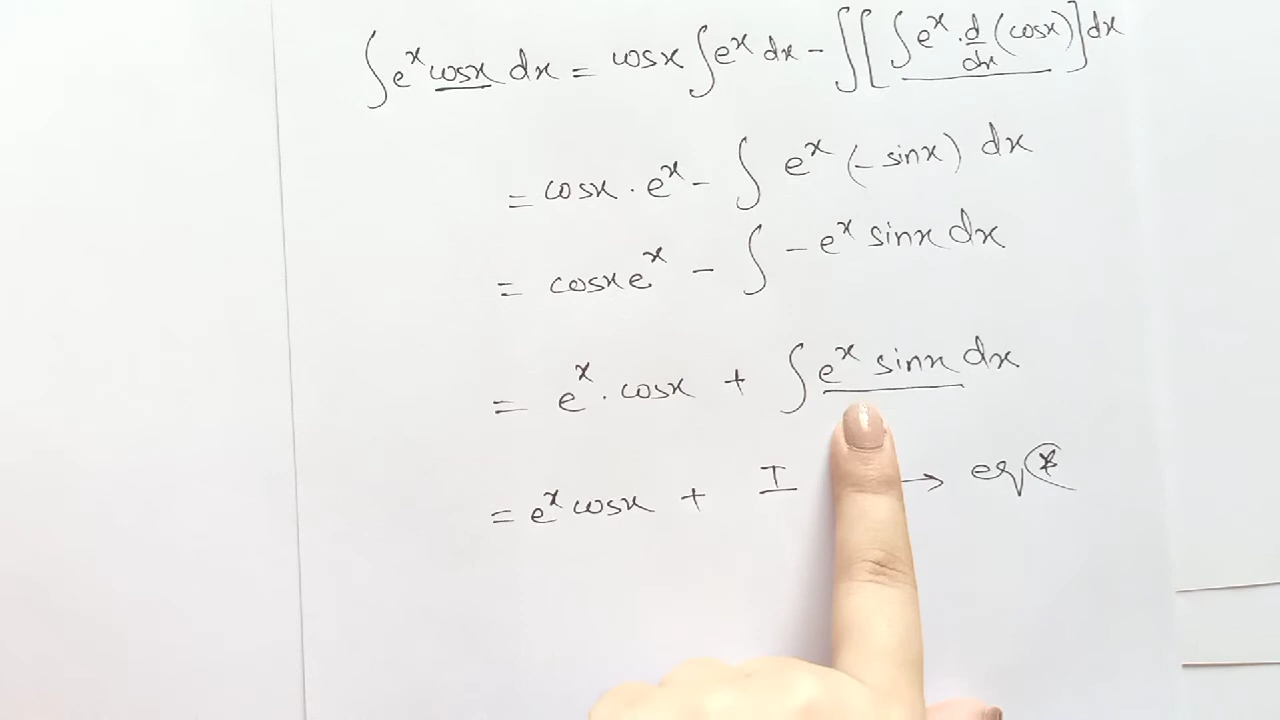 ∫ e^x cosx dx = cosx ∫ e^x dx - ∫ [ ∫ e^x . d/dx (cosx) ] dx
= cosx . e^x - ∫ e^x (- sinx) dx
= cosx e^x - ∫ - e^x sinx dx
= e^x . cosx + ∫ e^x sinx dx
= e^x cosx + I → eq *